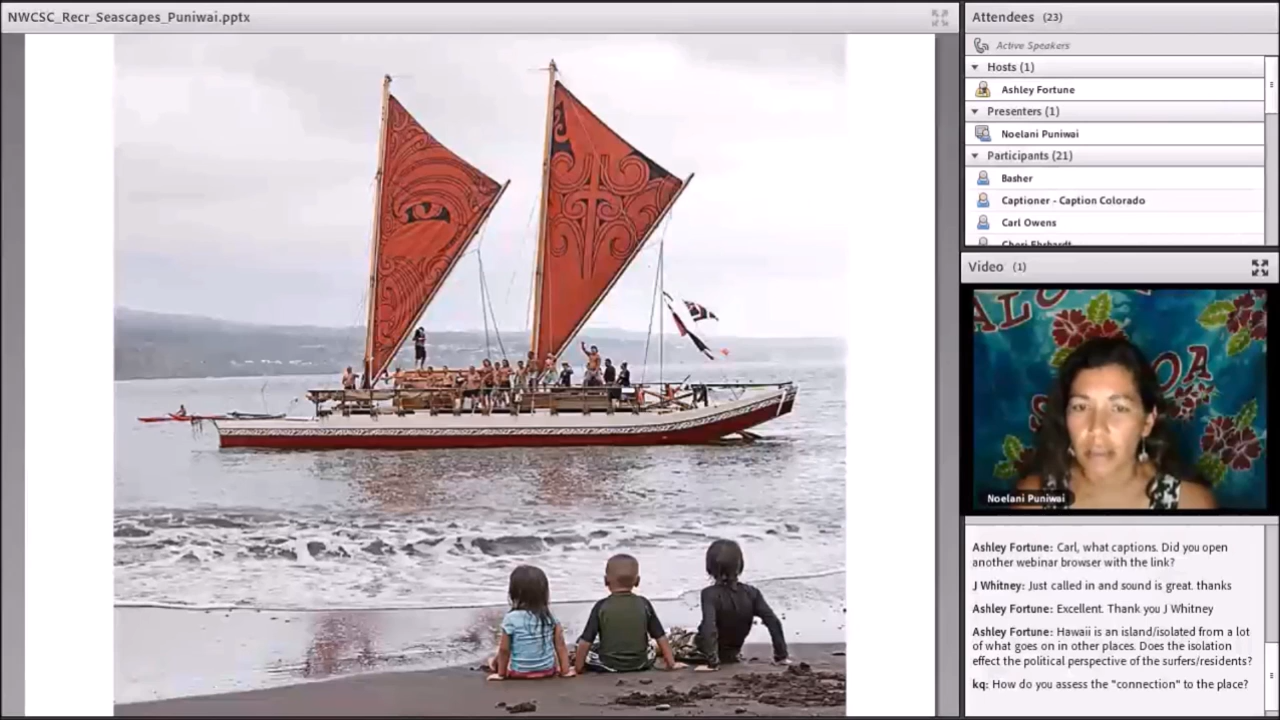 NWCSC_Recr_Seascapes_Puniwai.pptx
Attendees (23)
Active Speakers
Hosts (1)
Ashley Fortune
Presenters (1)
Noelani Puniwai
Participants (21)
Basher
Captioner - Caption Colorado
Carl Owens
Cheri Ehrhardt
Video (1)
ALO
OA
Noelani Puniwai
Ashley Fortune: Carl, what captions. Did you open
another webinar browser with the link?
J Whitney: Just called in and sound is great. thanks
Ashley Fortune: Excellent. Thank you J Whitney
Ashley Fortune: Hawaii is an island/isolated from a lot
of what goes on in other places. Does the isolation
effect the political perspective of the surfers/residents?
kq: How do you assess the "connection" to the place?